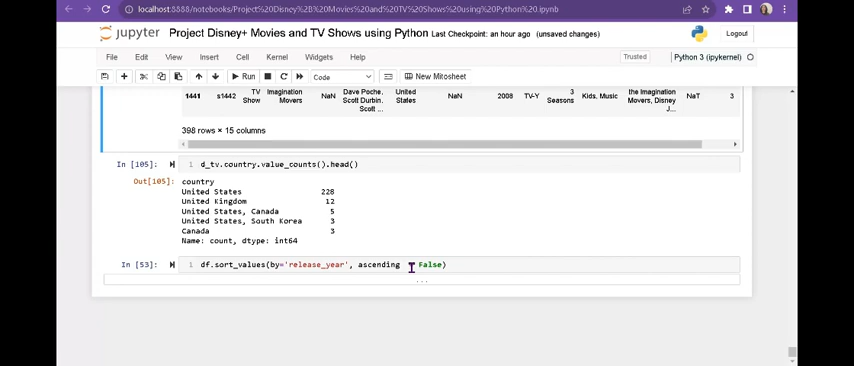 localhost:8888/notebooks/Project%20Disney%2B%20Movies%20and%20TV%20Shows%20using%20Python%20.ipynb
jupyter Project Disney+ Movies and TV Shows using Python Last Checkpoint: an hour ago (unsaved changes) Logout
File Edit View Insert Cell Kernel Widgets Help Trusted Python 3 (ipykernel)
Run Code New Mitosheet
1441 s1442 TV Show Imagination Movers NaN Dave Poche, Scott Durbin, Scott ... United States NaN 2008 TV-Y 3 Seasons Kids, Music the Imagination Movers, Disney J... NaT 3
398 rows × 15 columns
In [105]: 1 d_tv.country.value_counts().head()
Out[105]: country
United States 228
United Kingdom 12
United States, Canada 5
United States, South Korea 3
Canada 3
Name: count, dtype: int64
In [53]: 1 df.sort_values(by='release_year', ascending False)
...